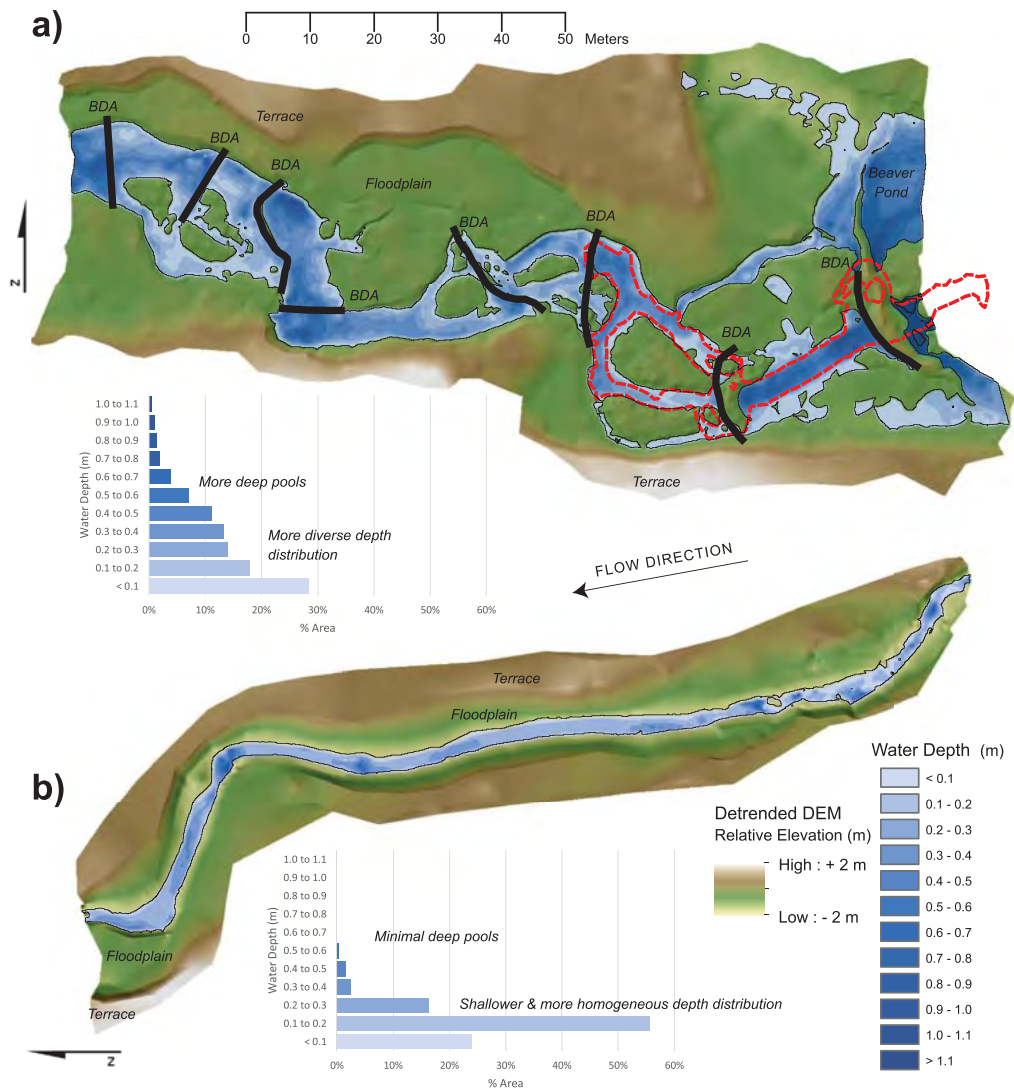 a)
0 10 20 30 40 50 Meters
BDA
BDA
BDA
Terrace
Floodplain
BDA
BDA
BDA
BDA
BDA
Beaver
Pond
Terrace
z
1.0 to 1.1
0.9 to 1.0
0.8 to 0.9
0.7 to 0.8
0.6 to 0.7
0.5 to 0.6
0.4 to 0.5
0.3 to 0.4
0.2 to 0.3
0.1 to 0.2
< 0.1
Water Depth (m)
More deep pools
More diverse depth
distribution
0% 10% 20% 30% 40% 50% 60%
% Area
FLOW DIRECTION
b)
Terrace
Floodplain
Floodplain
Terrace
z
1.0 to 1.1
0.9 to 1.0
0.8 to 0.9
0.7 to 0.8
0.6 to 0.7
0.5 to 0.6
0.4 to 0.5
0.3 to 0.4
0.2 to 0.3
0.1 to 0.2
< 0.1
Water Depth (m)
Minimal deep pools
Shallower & more homogeneous depth distribution
0% 10% 20% 30% 40% 50% 60%
% Area
Detrended DEM
Relative Elevation (m)
High : + 2 m
Low : - 2 m
Water Depth (m)
< 0.1
0.1 - 0.2
0.2 - 0.3
0.3 - 0.4
0.4 - 0.5
0.5 - 0.6
0.6 - 0.7
0.7 - 0.8
0.8 - 0.9
0.9 - 1.0
1.0 - 1.1
> 1.1